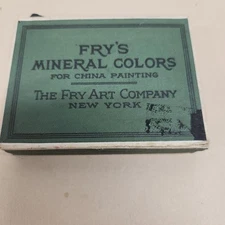 FRY'S
MINERAL COLORS
FOR CHINA PAINTING
THE FRY ART COMPANY
NEW YORK